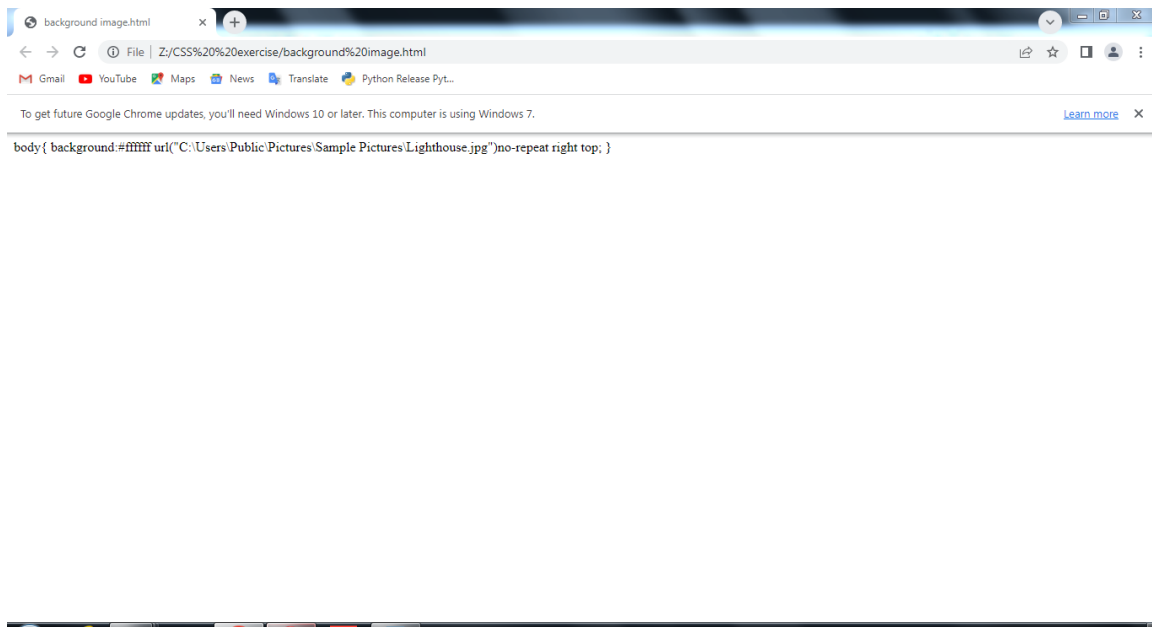 background image.html
File | Z:/CSS%20%20exercise/background%20image.html
Gmail YouTube Maps News Translate Python Release Pyt...
To get future Google Chrome updates, you'll need Windows 10 or later. This computer is using Windows 7. Learn more
body{ background:#ffffff url("C:\Users\Public\Pictures\Sample Pictures\Lighthouse.jpg")no-repeat right top; }